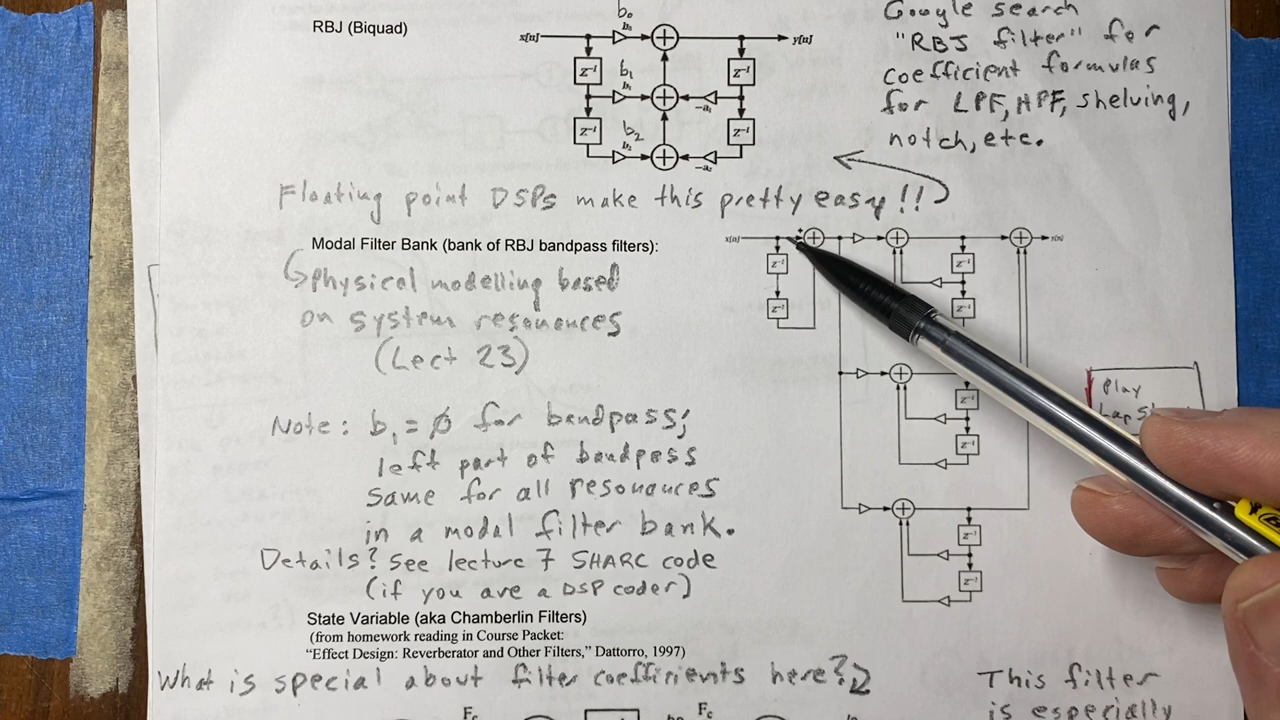 RBJ (Biquad)
b₀
b₀
x[n]
y[n]
z⁻¹
z⁻¹
b₁
b₁
-a₁
z⁻¹
z⁻¹
b₂
b₂
-a₂
Google search
"RBJ filter" for
coefficient formulas
for LPF, HPF, shelving,
notch, etc.
Floating point DSPs make this pretty easy!!
Modal Filter Bank (bank of RBJ bandpass filters):
x[n]
y[n]
z⁻¹
z⁻¹
z⁻¹
z⁻¹
z⁻¹
z⁻¹
z⁻¹
z⁻¹
physical modelling based
on system resonances
(Lect 23)
Play
Note: b₁ = ∅ for bandpass;
left part of bandpass
same for all resonances
in a modal filter bank.
Details? See lecture 7 SHARC code
(if you are a DSP coder)
State Variable (aka Chamberlin Filters)
(from homework reading in Course Packet:
"Effect Design: Reverberator and Other Filters," Dattorro, 1997)
What is special about filter coefficients here?
This filter
is especially
F꜀
F꜀